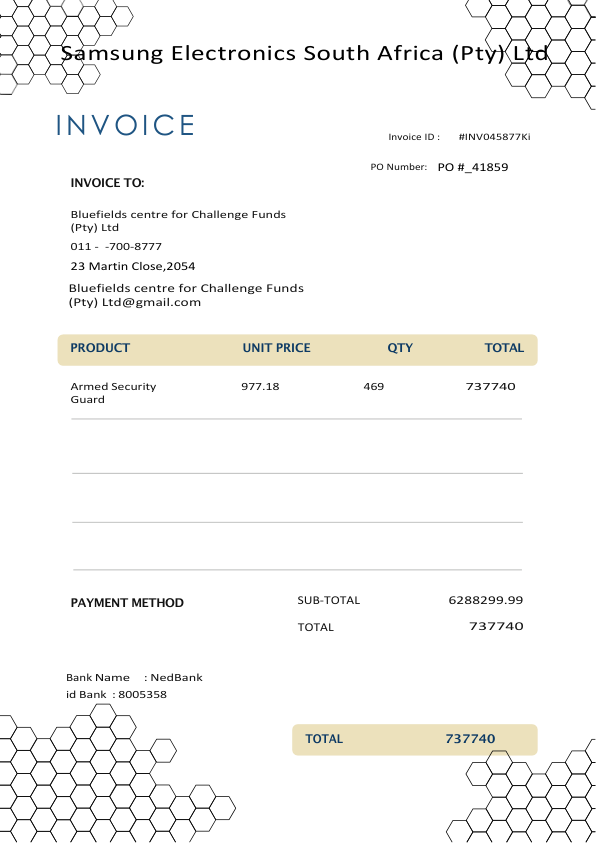 Samsung Electronics South Africa (Pty) Ltd
INVOICE
Invoice ID : #INV045877Ki
PO Number: PO #_41859
INVOICE TO:
Bluefields centre for Challenge Funds
(Pty) Ltd
011 - -700-8777
23 Martin Close,2054
Bluefields centre for Challenge Funds
(Pty) Ltd@gmail.com
PRODUCT UNIT PRICE QTY TOTAL
Armed Security 977.18 469 737740
Guard
PAYMENT METHOD
SUB-TOTAL 6288299.99
TOTAL 737740
Bank Name : NedBank
id Bank : 8005358
TOTAL 737740